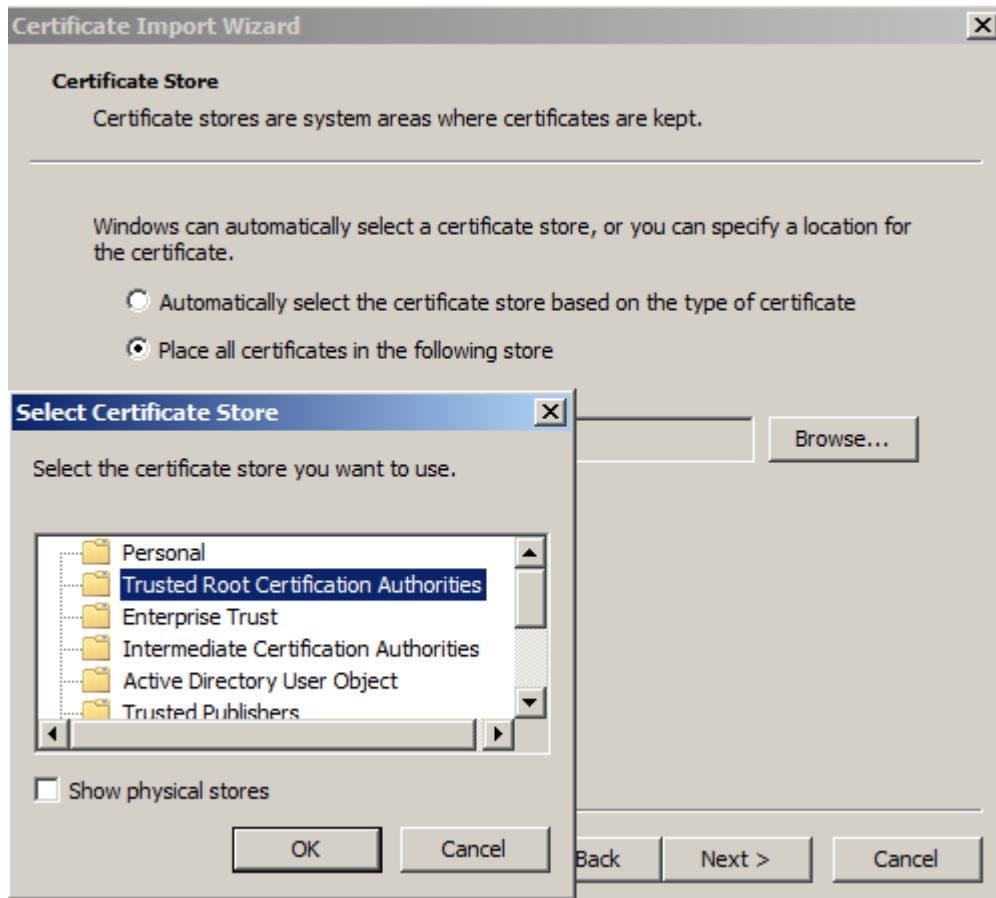 Certificate Import Wizard
Certificate Store
Certificate stores are system areas where certificates are kept.
Windows can automatically select a certificate store, or you can specify a location for
the certificate.
Automatically select the certificate store based on the type of certificate
Place all certificates in the following store
Browse...
Select Certificate Store
Select the certificate store you want to use.
Personal
Trusted Root Certification Authorities
Enterprise Trust
Intermediate Certification Authorities
Active Directory User Object
Trusted Publishers
Show physical stores
OK Cancel
Back Next > Cancel